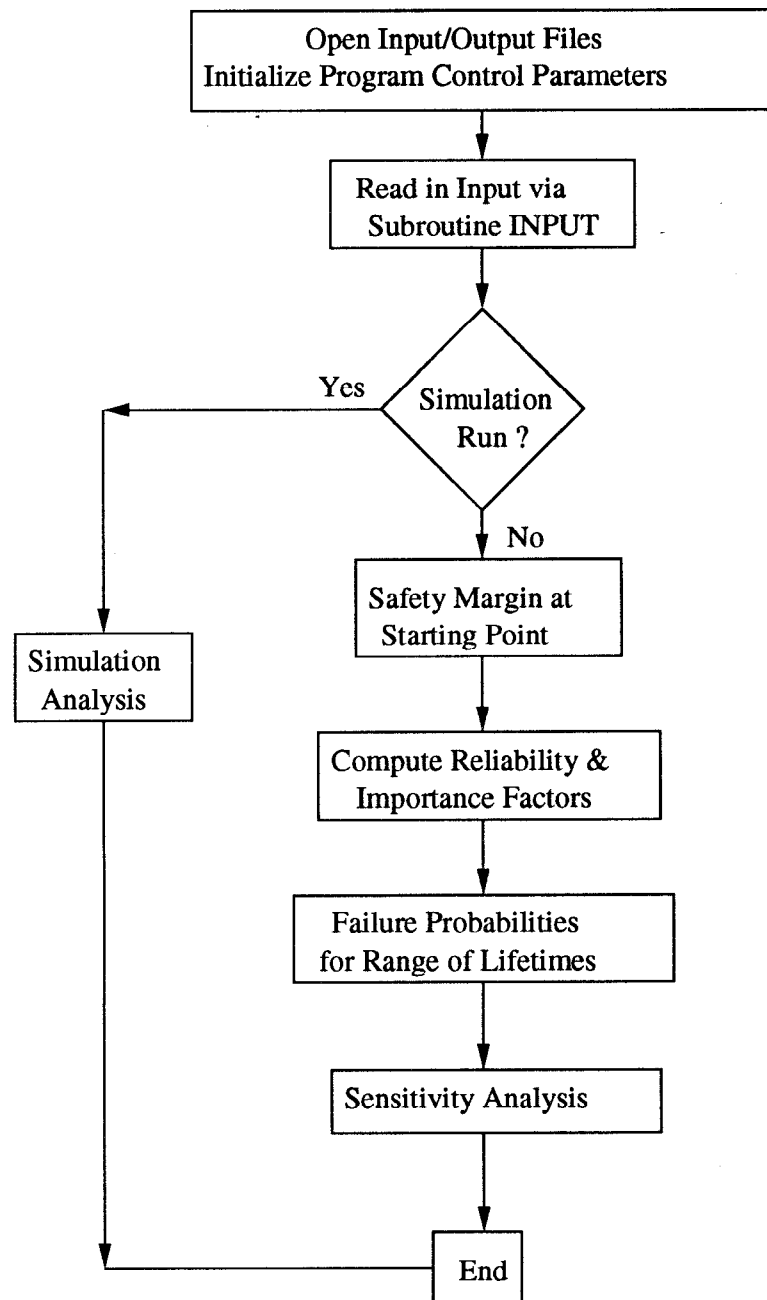 Open Input/Output Files
Initialize Program Control Parameters
Read in Input via
Subroutine INPUT
Yes
Simulation
Run ?
No
Safety Margin at
Starting Point
Simulation
Analysis
Compute Reliability &
Importance Factors
Failure Probabilities
for Range of Lifetimes
Sensitivity Analysis
End